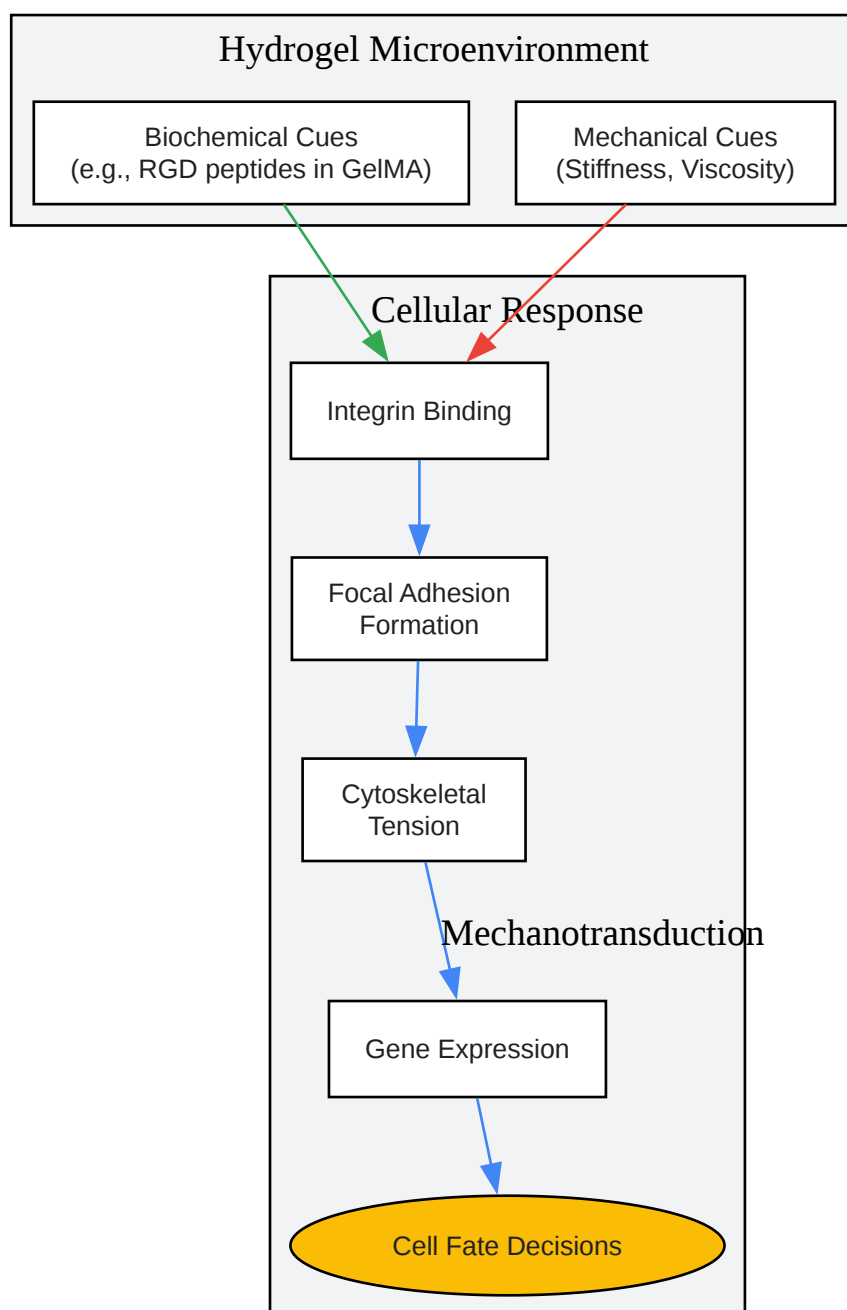 Hydrogel Microenvironment
Biochemical Cues
(e.g., RGD peptides in GelMA)
Mechanical Cues
(Stiffness, Viscosity)
Cellular Response
Integrin Binding
Focal Adhesion
Formation
Cytoskeletal
Tension
Mechanotransduction
Gene Expression
Cell Fate Decisions